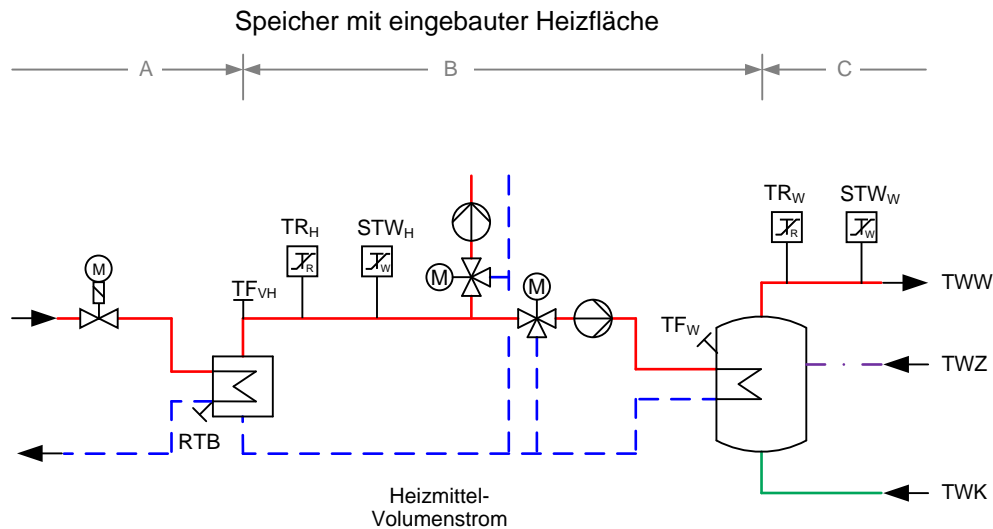 Speicher mit eingebauter Heizfläche
A
B
C
TRH
STWH
TRW
STWW
R
W
R
W
M
M
M
TFVH
TWW
TFW
TWZ
RTB
TWK
Heizmittel-
Volumenstrom